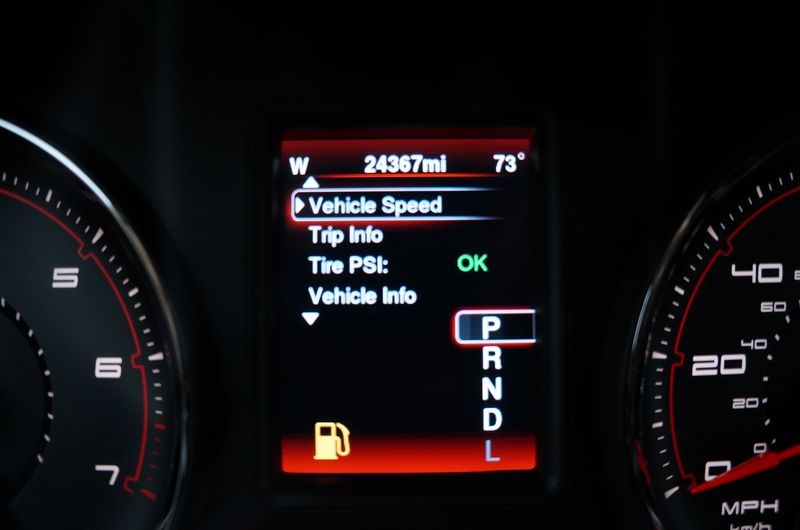 W 24367mi 73°
Vehicle Speed
Trip Info
Tire PSI: OK
Vehicle Info
P
R
N
D
L
5
6
7
40
60
40
20
20
0
0
MPH
km/h